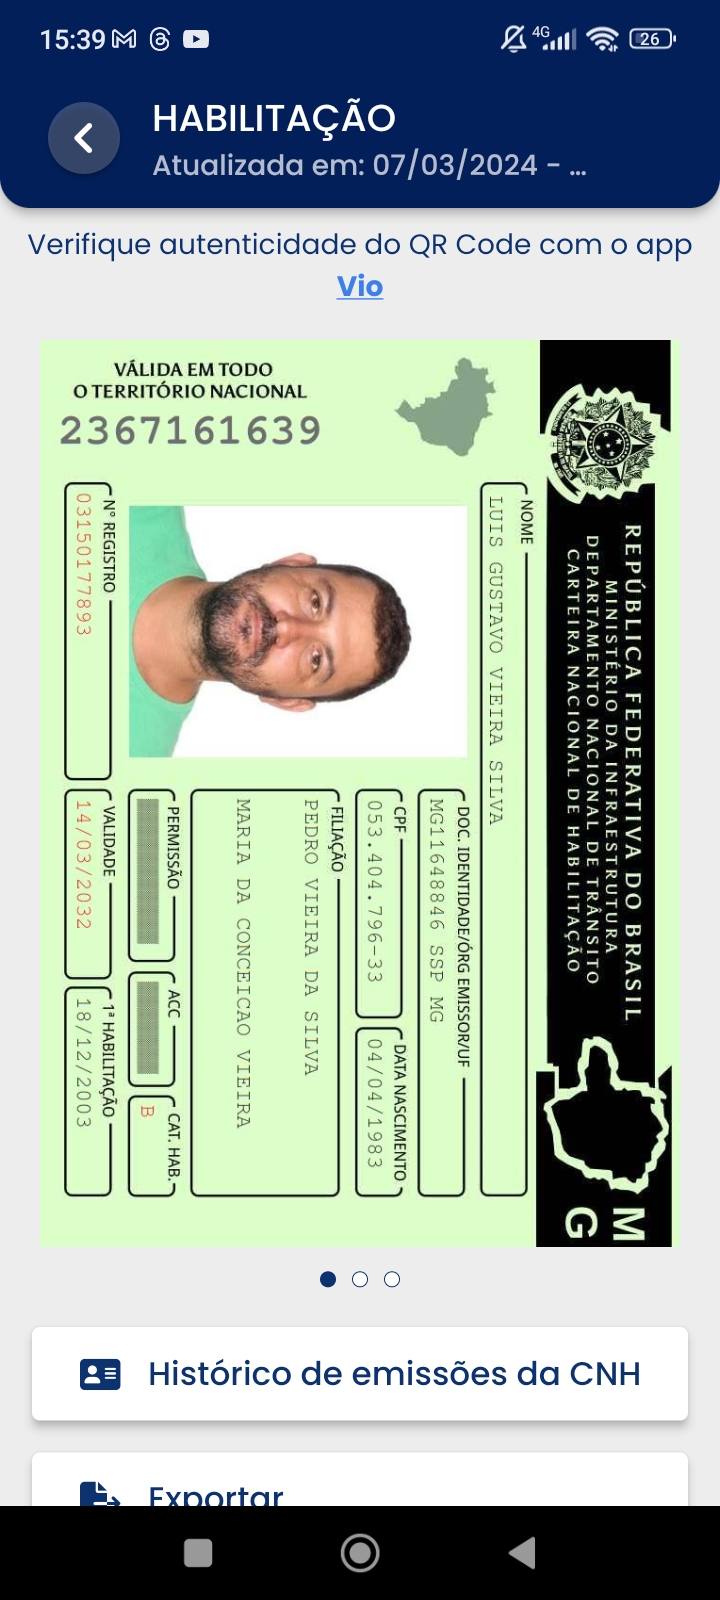 15:39
4G
26
HABILITAÇÃO
Atualizada em: 07/03/2024 - ...
Verifique autenticidade do QR Code com o app
Vio
VÁLIDA EM TODO
O TERRITÓRIO NACIONAL
2367161639
REPÚBLICA FEDERATIVA DO BRASIL
MINISTÉRIO DA INFRAESTRUTURA
DEPARTAMENTO NACIONAL DE TRÂNSITO
CARTEIRA NACIONAL DE HABILITAÇÃO
MG
NOME
LUIS GUSTAVO VIEIRA SILVA
DOC. IDENTIDADE/ÓRG EMISSOR/UF
MG11648846 SSP MG
CPF
053.404.796-33
DATA NASCIMENTO
04/04/1983
FILIAÇÃO
PEDRO VIEIRA DA SILVA
MARIA DA CONCEICAO VIEIRA
PERMISSÃO
ACC
CAT. HAB.
B
Nº REGISTRO
03150177893
VALIDADE
14/03/2032
1ª HABILITAÇÃO
18/12/2003
Histórico de emissões da CNH
Exportar